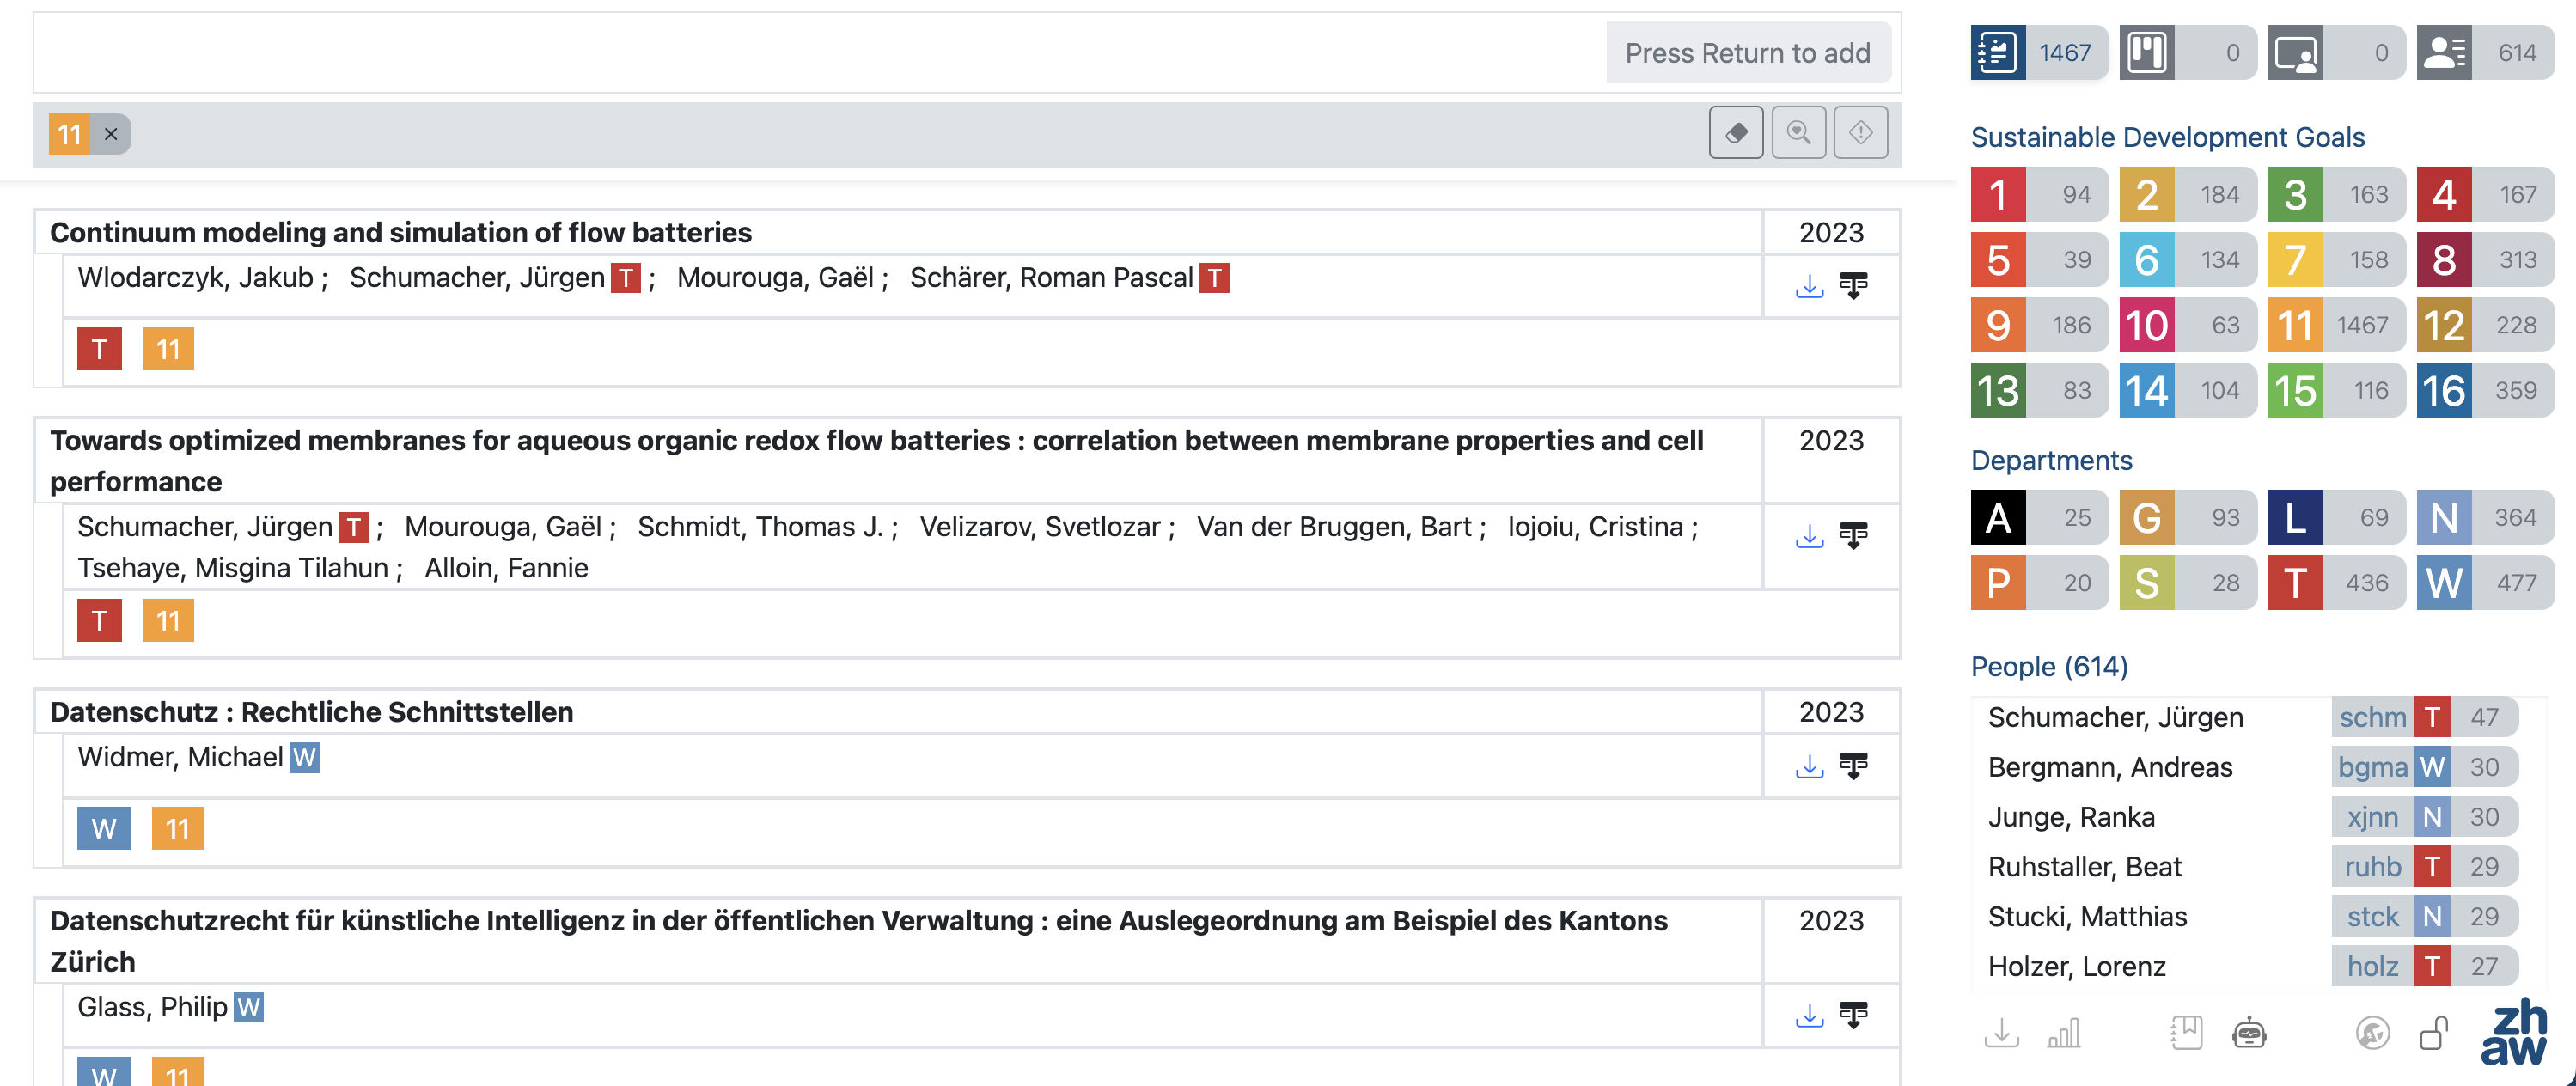 Press Return to add
11 ×
Continuum modeling and simulation of flow batteries 2023
Wlodarczyk, Jakub ; Schumacher, Jürgen T ; Mourouga, Gaël ; Schärer, Roman Pascal T
T 11
Towards optimized membranes for aqueous organic redox flow batteries : correlation between membrane properties and cell 2023
performance
Schumacher, Jürgen T ; Mourouga, Gaël ; Schmidt, Thomas J. ; Velizarov, Svetlozar ; Van der Bruggen, Bart ; Iojoiu, Cristina ;
Tsehaye, Misgina Tilahun ; Alloin, Fannie
T 11
Datenschutz : Rechtliche Schnittstellen 2023
Widmer, Michael W
W 11
Datenschutzrecht für künstliche Intelligenz in der öffentlichen Verwaltung : eine Auslegeordnung am Beispiel des Kantons 2023
Zürich
Glass, Philip W
W 11
1467 0 0 614
Sustainable Development Goals
1 94 2 184 3 163 4 167
5 39 6 134 7 158 8 313
9 186 10 63 11 1467 12 228
13 83 14 104 15 116 16 359
Departments
A 25 G 93 L 69 N 364
P 20 S 28 T 436 W 477
People (614)
Schumacher, Jürgen schm T 47
Bergmann, Andreas bgma W 30
Junge, Ranka xjnn N 30
Ruhstaller, Beat ruhb T 29
Stucki, Matthias stck N 29
Holzer, Lorenz holz T 27
zh
aw